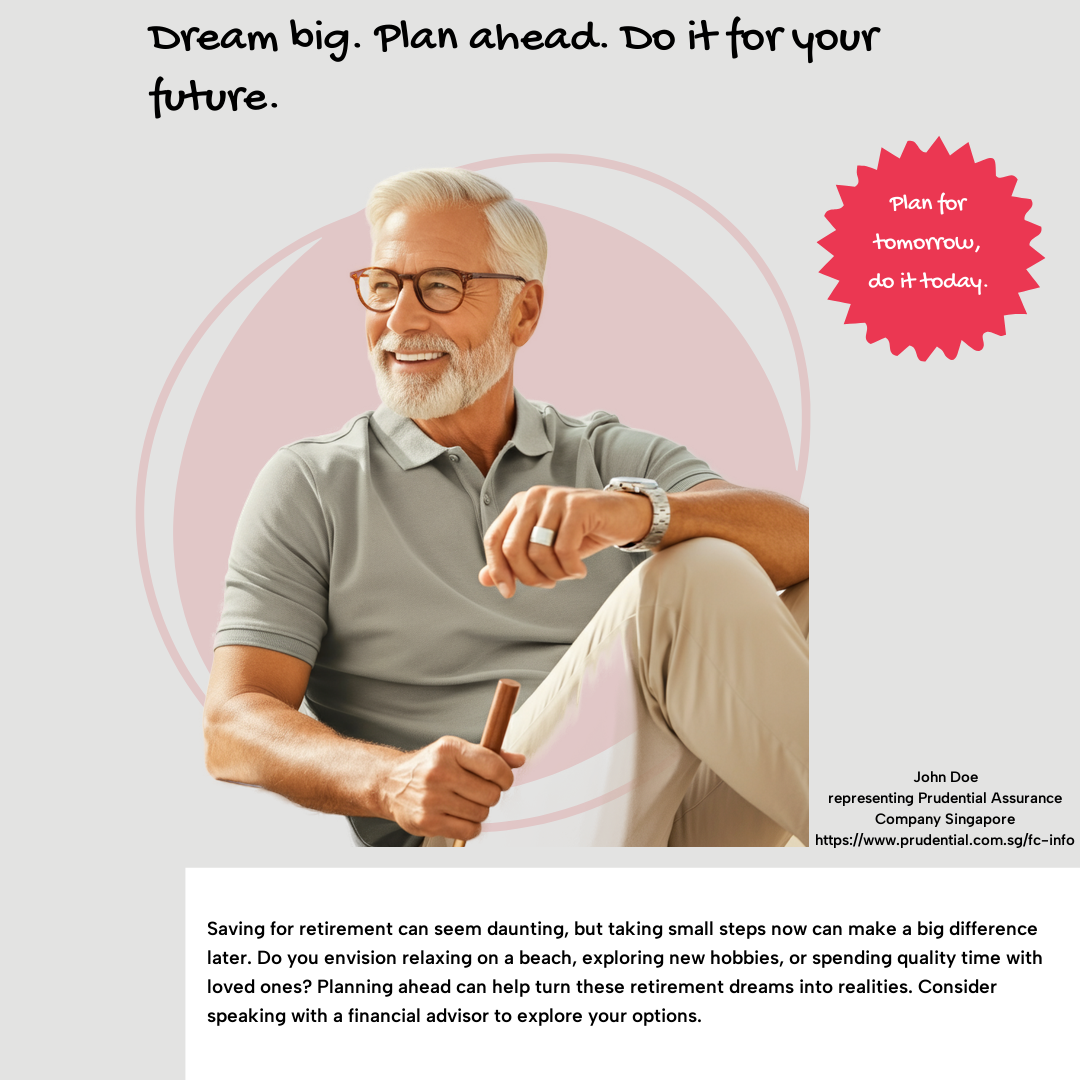 Dream big. Plan ahead. Do it for your
future.
Plan for
tomorrow,
do it today.
John Doe
representing Prudential Assurance
Company Singapore
https://www.prudential.com.sg/fc-info
Saving for retirement can seem daunting, but taking small steps now can make a big difference
later. Do you envision relaxing on a beach, exploring new hobbies, or spending quality time with
loved ones? Planning ahead can help turn these retirement dreams into realities. Consider
speaking with a financial advisor to explore your options.